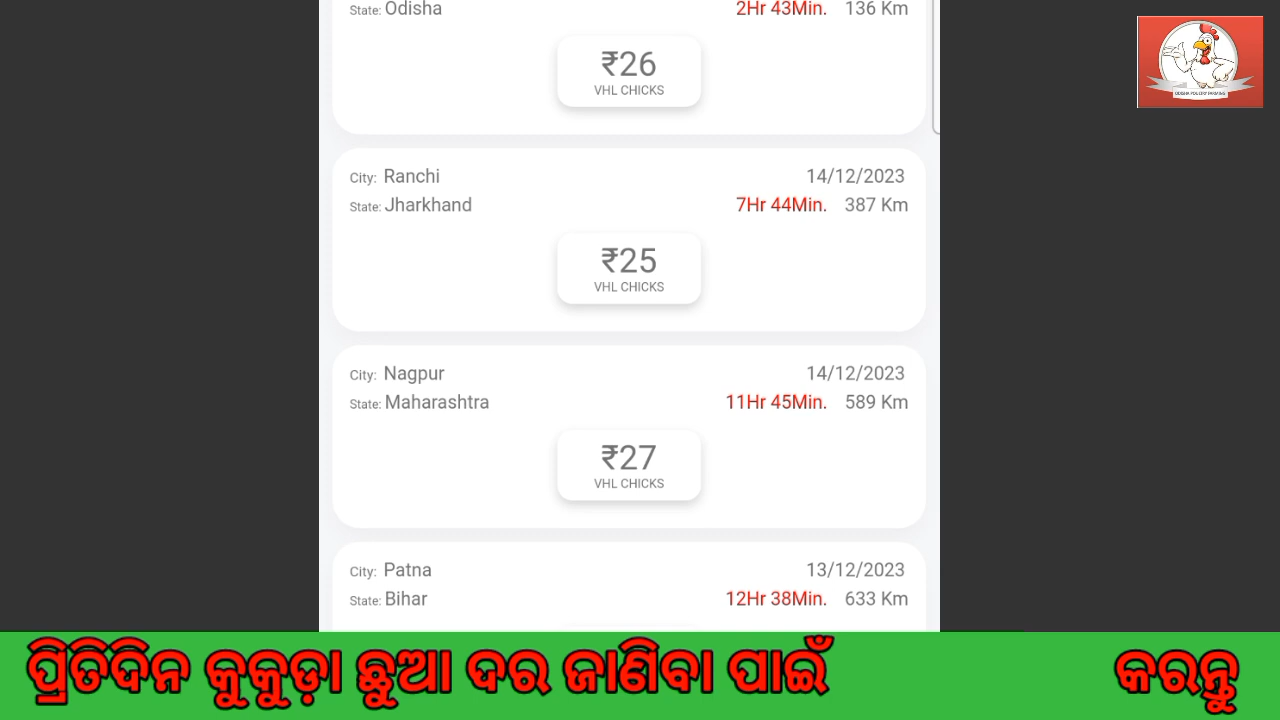 State: Odisha 2Hr 43Min. 136 Km
₹26
VHL CHICKS
City: Ranchi 14/12/2023
State: Jharkhand 7Hr 44Min. 387 Km
₹25
VHL CHICKS
City: Nagpur 14/12/2023
State: Maharashtra 11Hr 45Min. 589 Km
₹27
VHL CHICKS
City: Patna 13/12/2023
State: Bihar 12Hr 38Min. 633 Km
ପ୍ରିତିଦିନ କୁକୁଡ଼ା ଛୁଆ ଦର ଜାଣିବା ପାଇଁ କରନ୍ତୁ